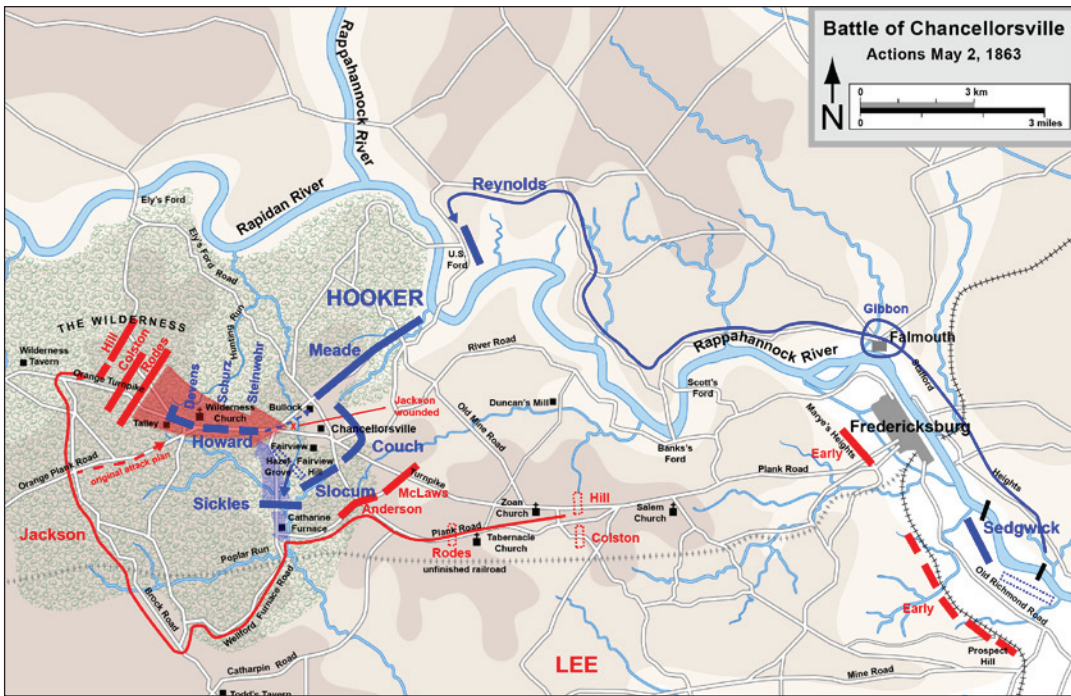 Battle of Chancellorsville
Actions May 2, 1863
N
0
3 km
0
3 miles
Rappahannock
River
Rapidan River
Ely's Ford
Ely's Ford
Road
Hunting
Run
Reynolds
U.S.
Ford
HOOKER
Meade
THE WILDERNESS
Wilderness
Tavern
Hill
Colston
Rodes
Orange Turnpike
Devens
Schurz
Steinwehr
Talley
Wilderness
Church
Howard
Bullock
Jackson
wounded
Chancellorsville
Fairview
Hazel
Grove
Fairview
Hill
Couch
Slocum
Sickles
Catharine
Furnace
original attack plan
Orange Plank Road
Jackson
Brock Road
Poplar Run
Wellford Furnace Road
Catharpin Road
Todd's Tavern
Turnpike
McLaws
Anderson
River Road
Old Mine Road
Duncan's Mill
Banks's
Ford
Scott's
Ford
Rappahannock River
Gibbon
Falmouth
Stafford
Heights
Marye's Heights
Fredericksburg
Early
Plank Road
Zoan
Church
Hill
Salem
Church
Colston
Plank Road
Rodes
Tabernacle
Church
unfinished railroad
Sedgwick
Old Richmond Road
Early
Prospect
Hill
LEE
Mine Road